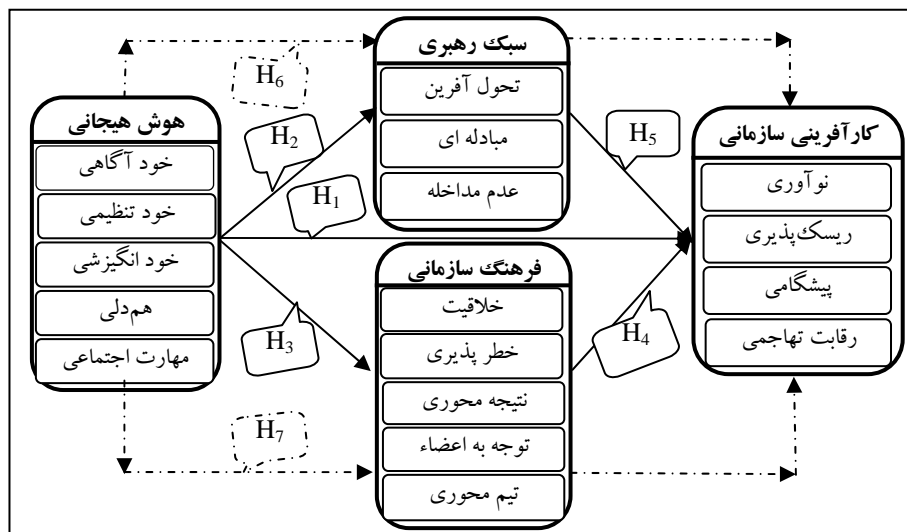 هوش هیجانی
خود آگاهی
خود تنظیمی
خود انگیزشی
هم‌دلی
مهارت اجتماعی
سبک رهبری
تحول آفرین
مبادله ای
عدم مداخله
فرهنگ سازمانی
خلاقیت
خطر پذیری
نتیجه محوری
توجه به اعضاء
تیم محوری
کارآفرینی سازمانی
نوآوری
ریسک‌پذیری
پیشگامی
رقابت تهاجمی
H6
H2
H1
H3
H7
H5
H4